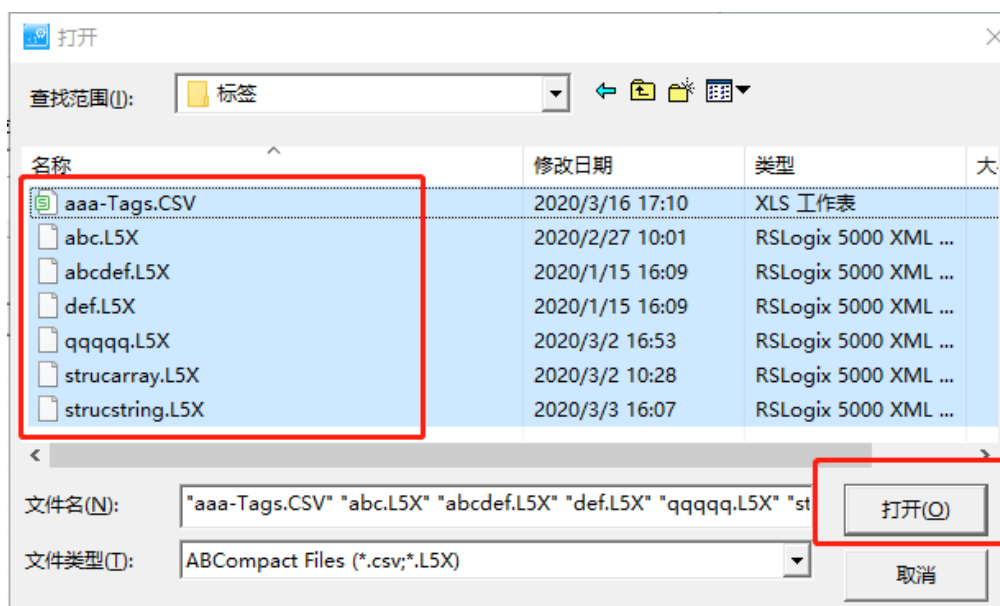 打开
查找范围(I): 标签
名称 修改日期 类型 大
aaa-Tags.CSV 2020/3/16 17:10 XLS 工作表
abc.L5X 2020/2/27 10:01 RSLogix 5000 XML ...
abcdef.L5X 2020/1/15 16:09 RSLogix 5000 XML ...
def.L5X 2020/1/15 16:09 RSLogix 5000 XML ...
qqqqq.L5X 2020/3/2 16:53 RSLogix 5000 XML ...
strucarray.L5X 2020/3/2 10:28 RSLogix 5000 XML ...
strucstring.L5X 2020/3/3 16:07 RSLogix 5000 XML ...
文件名(N): "aaa-Tags.CSV" "abc.L5X" "abcdef.L5X" "def.L5X" "qqqqq.L5X" "st 打开(O)
文件类型(T): ABCompact Files (*.csv;*.L5X) 取消